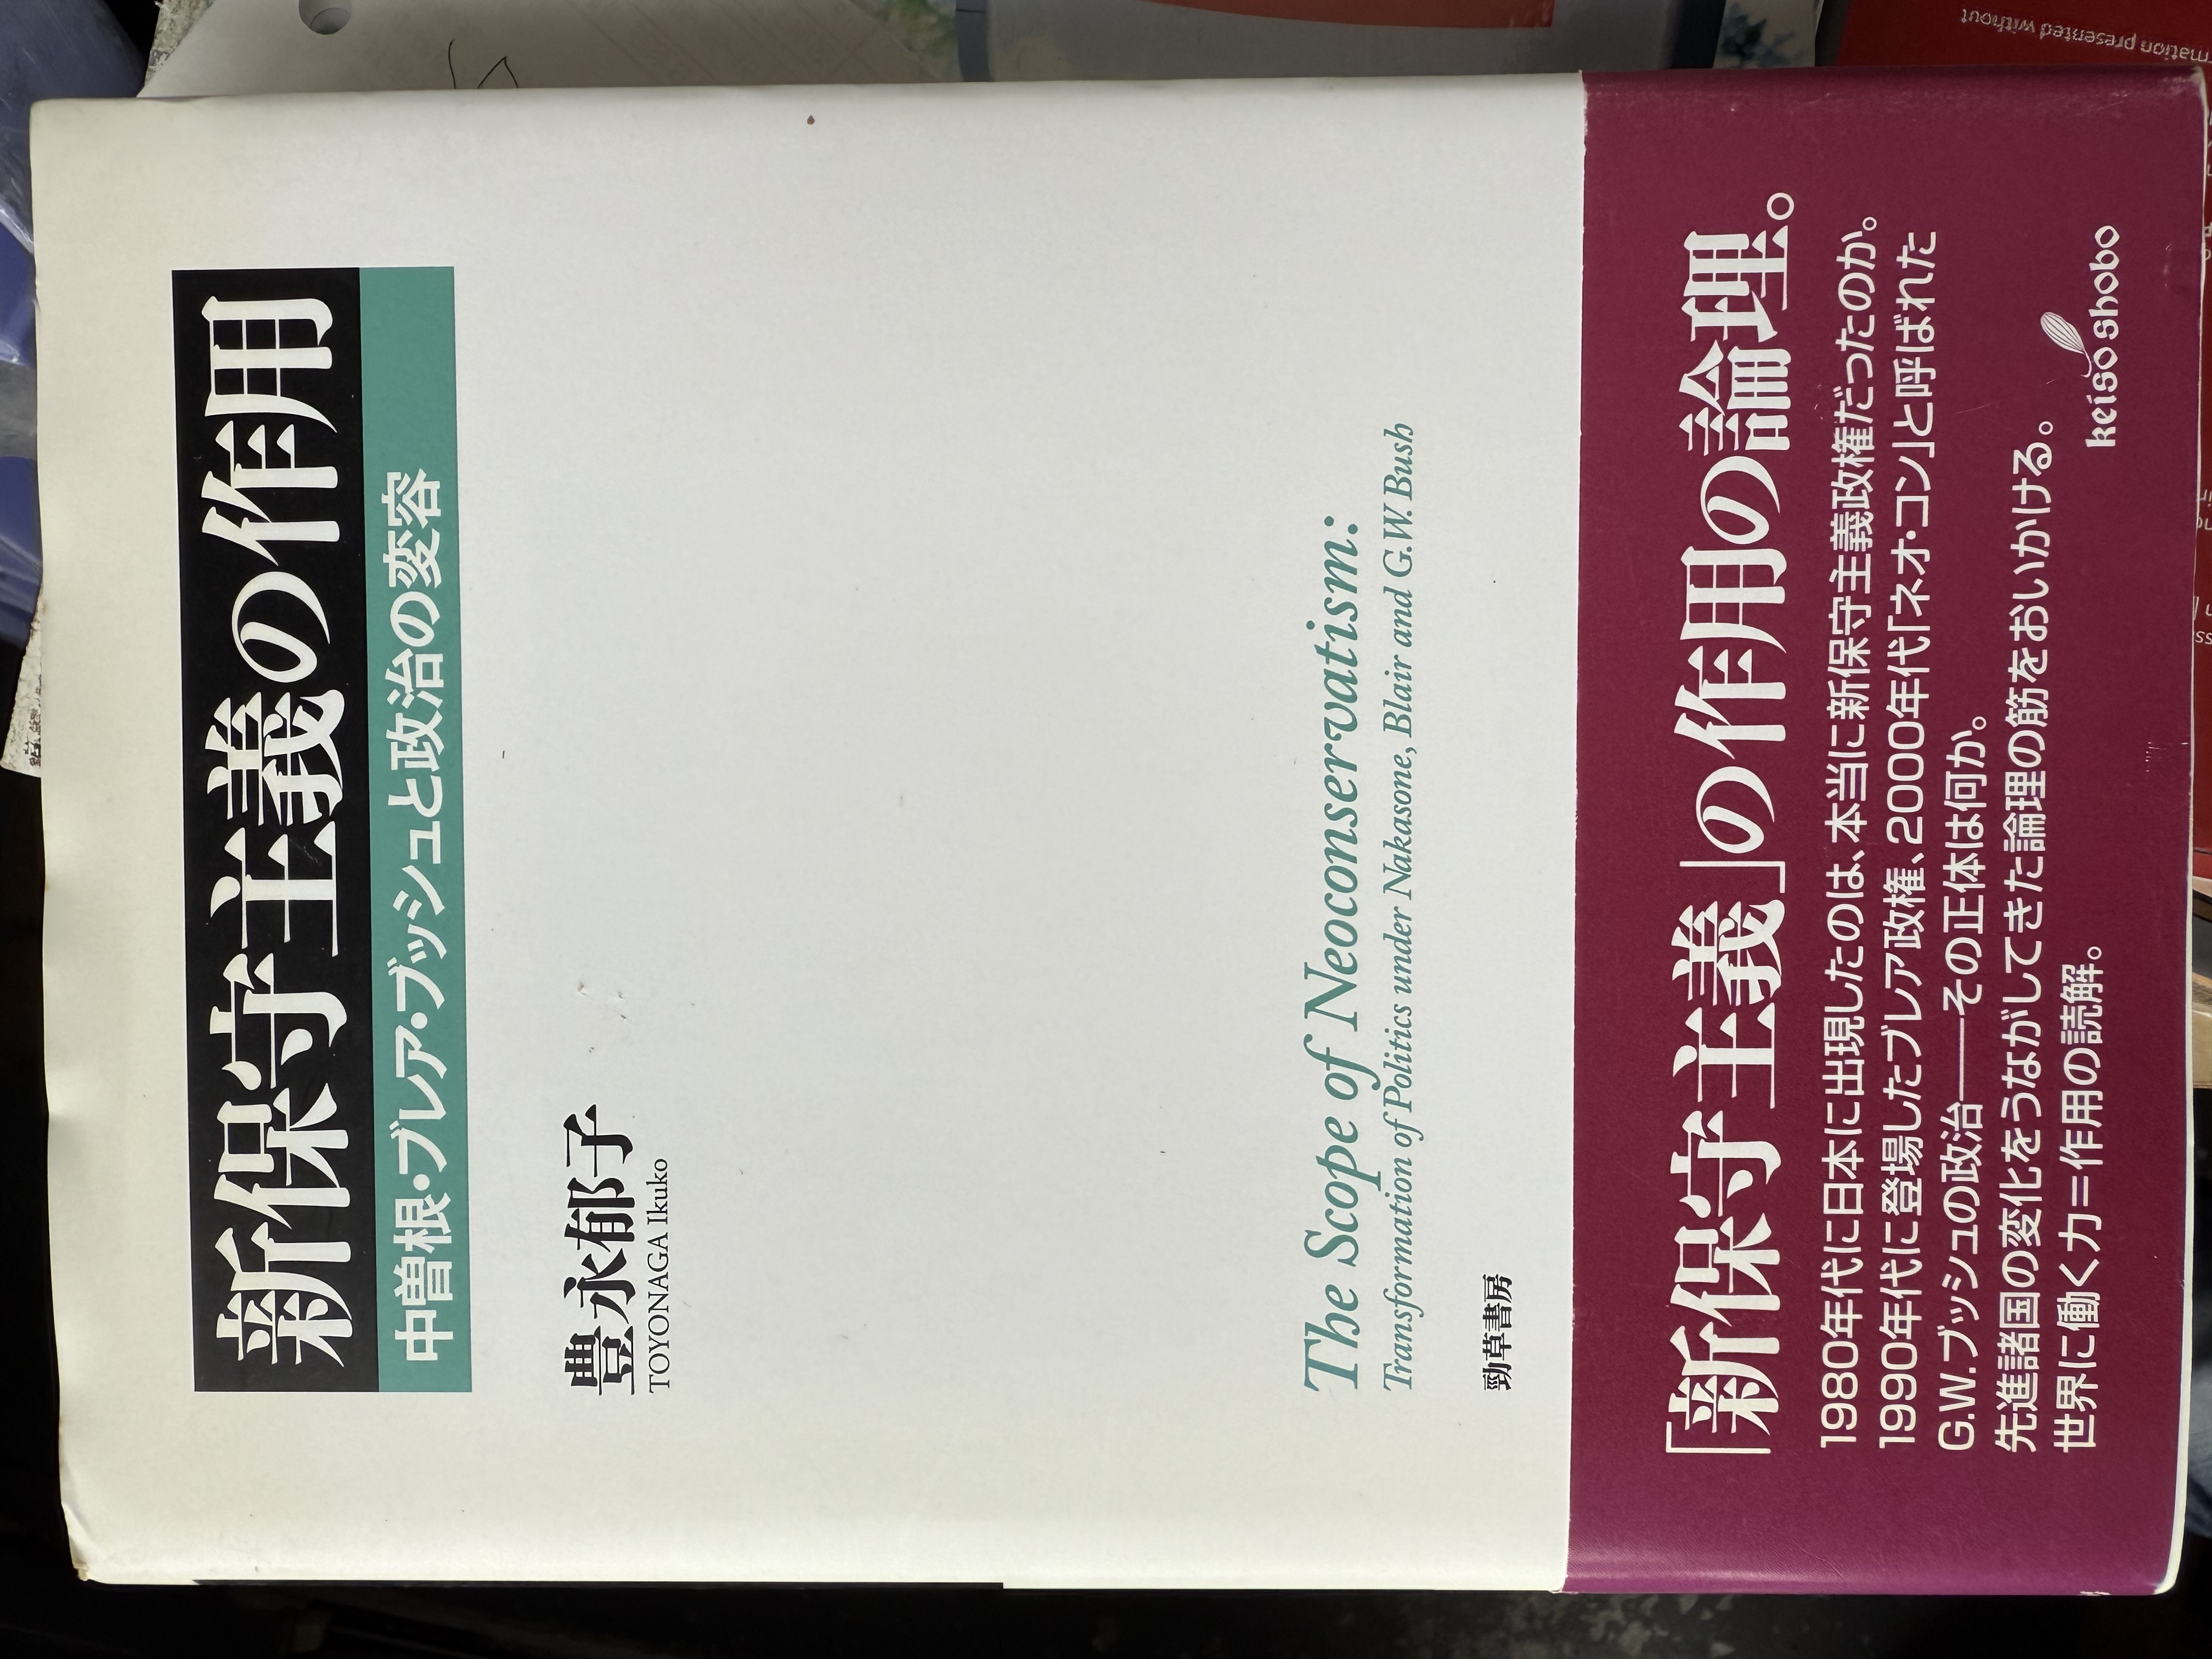 新保守主義の作用
中曽根・ブレア・ブッシュと政治の変容
豊永郁子
TOYONAGA Ikuko
The Scope of Neoconservatism:
Transformation of Politics under Nakasone, Blair and G.W. Bush
勁草書房
「新保守主義」の作用の論理。
1980年代に日本に出現したのは、本当に新保守主義政権だったのか。
1990年代に登場したブレア政権、2000年代「ネオ・コン」と呼ばれた
G.W.ブッシュの政治――その正体は何か。
先進諸国の変化をうながしてきた論理の筋をおいかける。
世界に働く力＝作用の読解。
keiso shobo
mation presented without